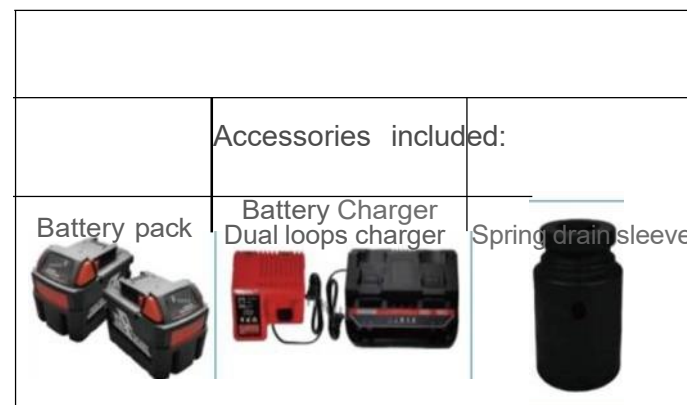 Accessories included:
Battery pack
Battery Charger
Dual loops charger
Spring drain sleeve